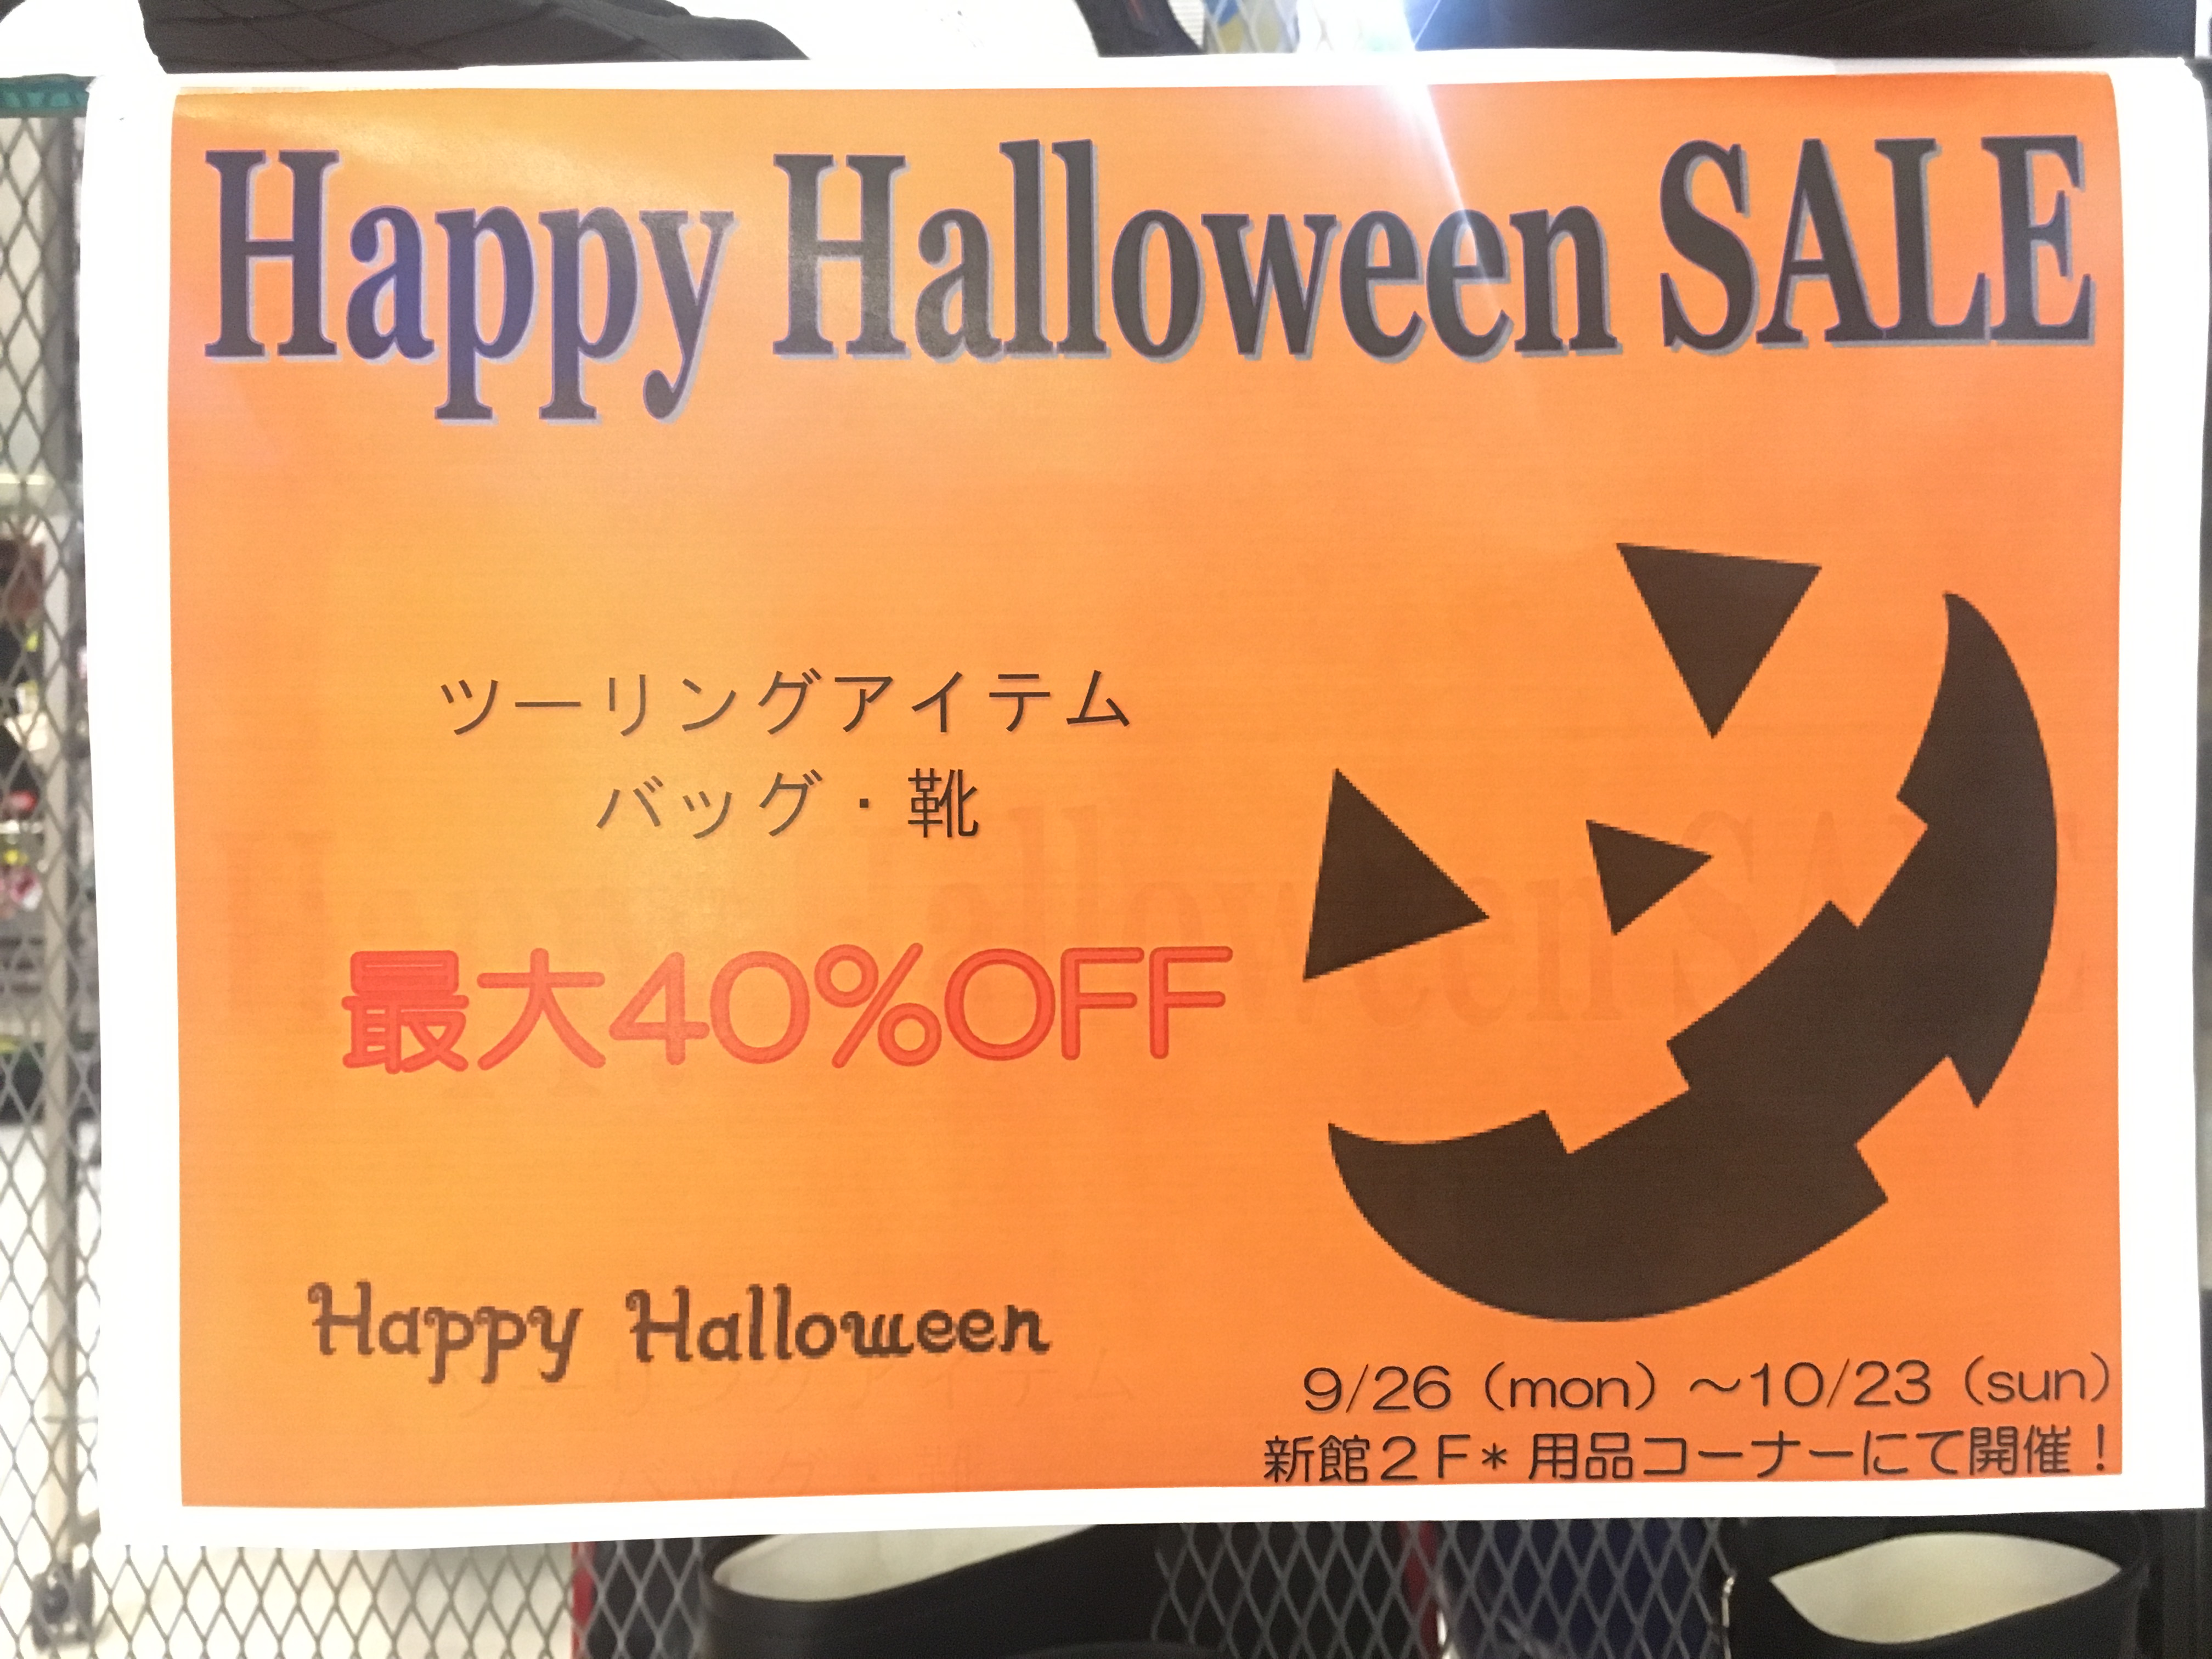 Happy Halloween SALE
ツーリングアイテム
バッグ・靴
最大40%OFF
Happy Halloween
9/26（mon）～10/23（sun）
新館２F* 用品コーナーにて開催！